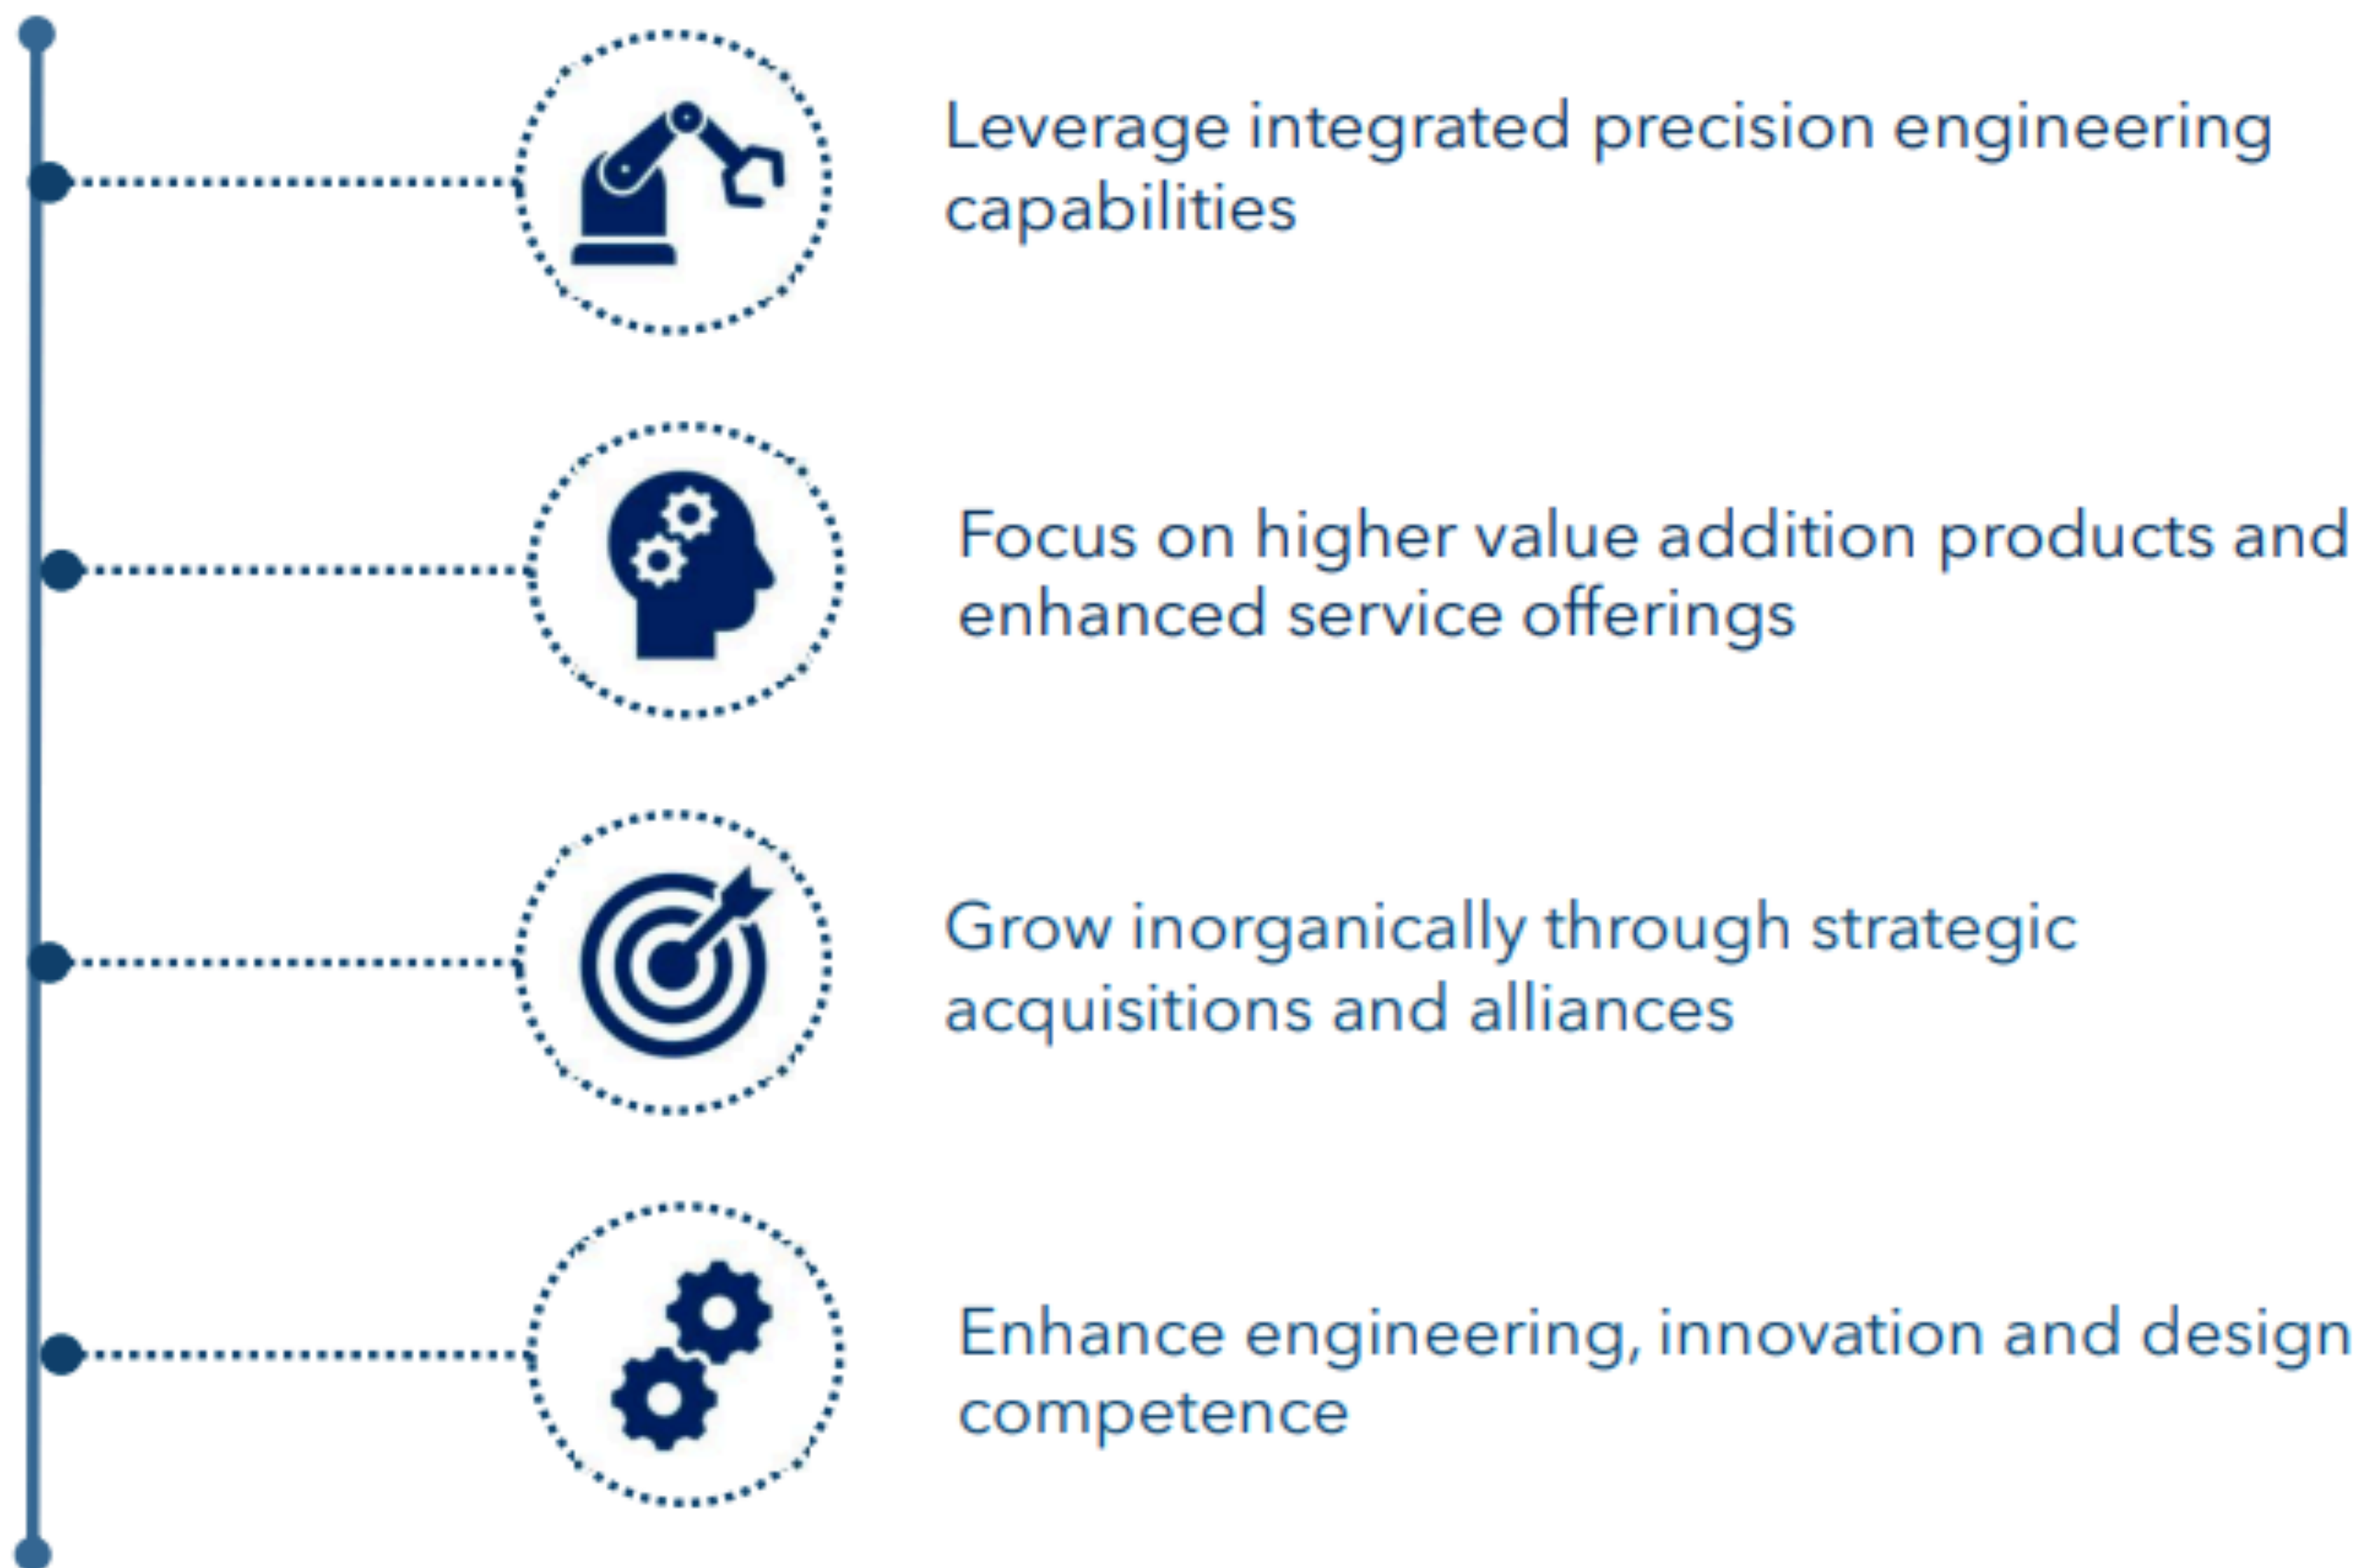 Leverage integrated precision engineering
capabilities
Focus on higher value addition products and
enhanced service offerings
Grow inorganically through strategic
acquisitions and alliances
Enhance engineering, innovation and design
competence